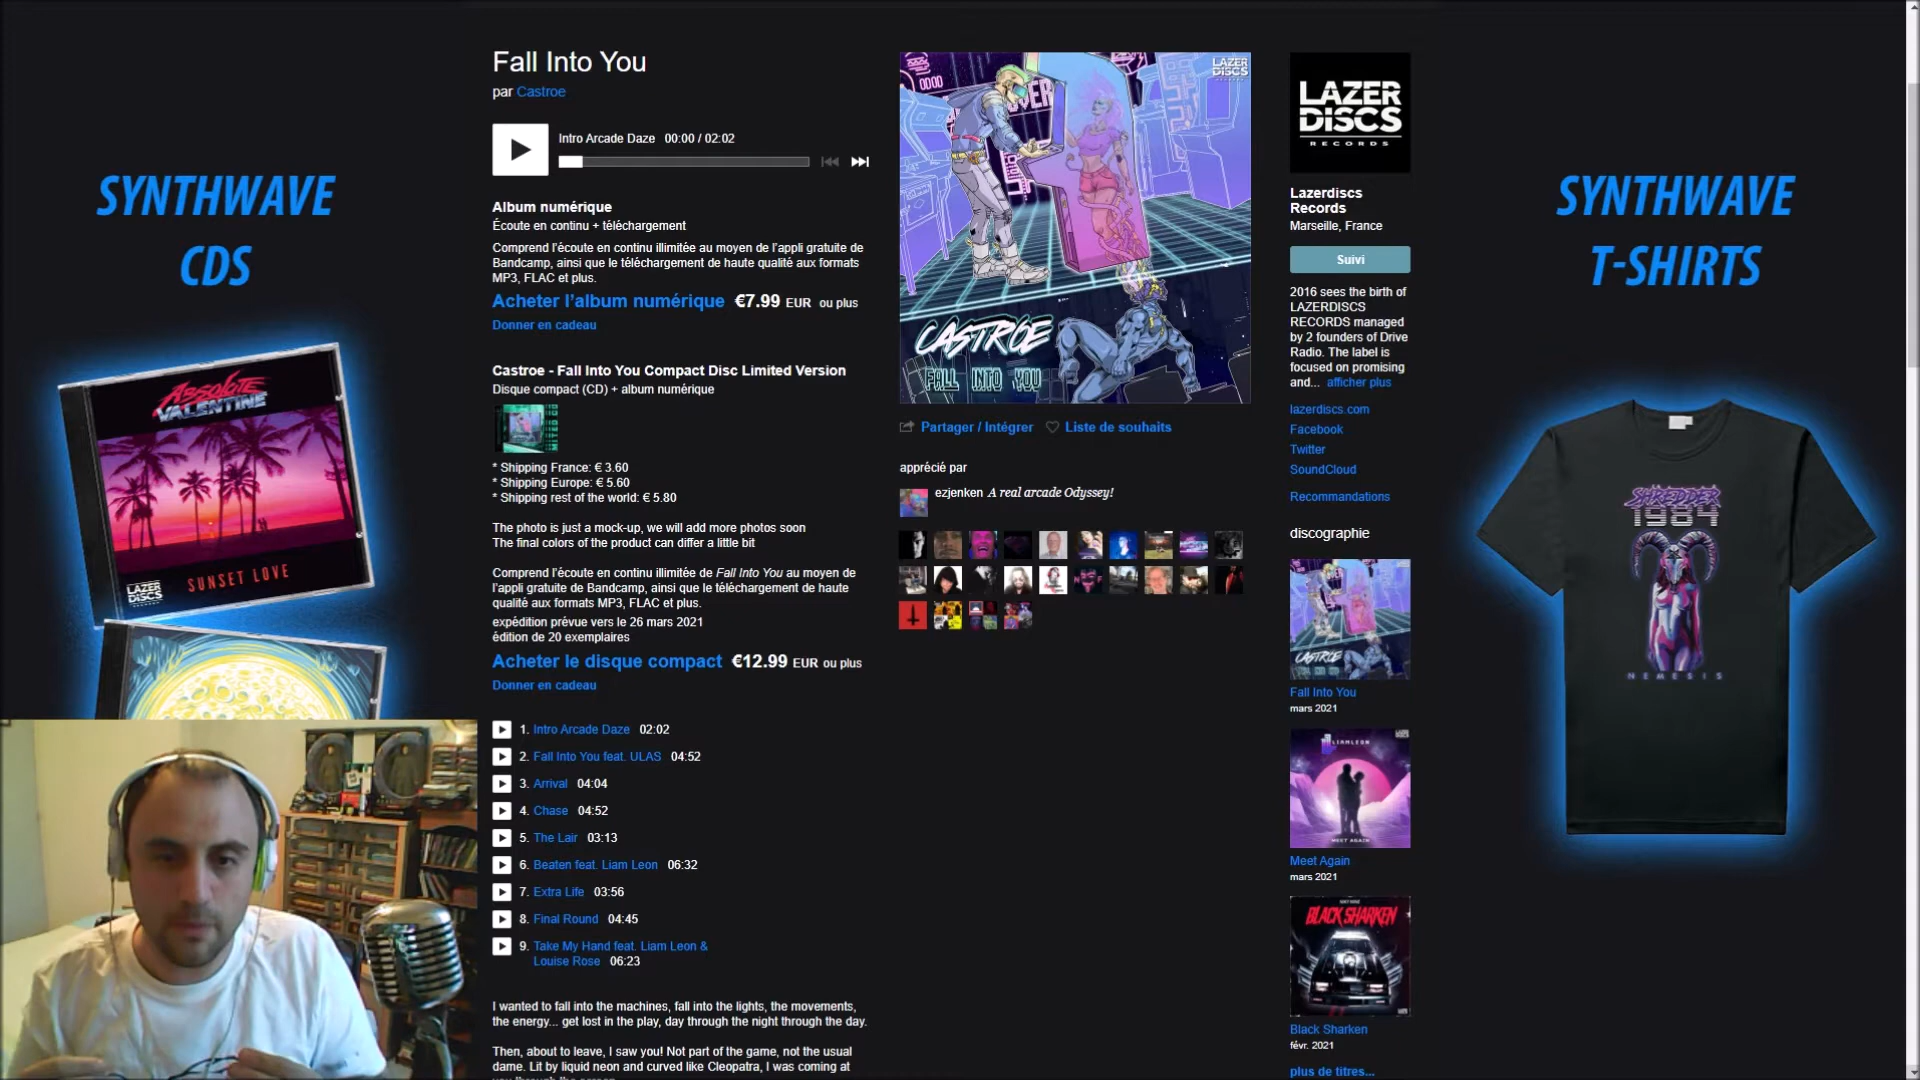 SYNTHWAVE
CDS
ABSOLUTE
VALENTINE
LAZER
DISCS
SUNSET LOVE
Fall Into You
par Castroe
Intro Arcade Daze 00:00 / 02:02
Album numérique
Écoute en continu + téléchargement
Comprend l'écoute en continu illimitée au moyen de l'appli gratuite de
Bandcamp, ainsi que le téléchargement de haute qualité aux formats
MP3, FLAC et plus.
Acheter l'album numérique €7.99 EUR ou plus
Donner en cadeau
Castroe - Fall Into You Compact Disc Limited Version
Disque compact (CD) + album numérique
* Shipping France: € 3.60
* Shipping Europe: € 5.60
* Shipping rest of the world: € 5.80
The photo is just a mock-up, we will add more photos soon
The final colors of the product can differ a little bit
Comprend l'écoute en continu illimitée de Fall Into You au moyen de
l'appli gratuite de Bandcamp, ainsi que le téléchargement de haute
qualité aux formats MP3, FLAC et plus.
expédition prévue vers le 26 mars 2021
édition de 20 exemplaires
Acheter le disque compact €12.99 EUR ou plus
Donner en cadeau
1. Intro Arcade Daze 02:02
2. Fall Into You feat. ULAS 04:52
3. Arrival 04:04
4. Chase 04:52
5. The Lair 03:13
6. Beaten feat. Liam Leon 06:32
7. Extra Life 03:56
8. Final Round 04:45
9. Take My Hand feat. Liam Leon &
Louise Rose 06:23
I wanted to fall into the machines, fall into the lights, the movements,
the energy... get lost in the play, day through the night through the day.
Then, about to leave, I saw you! Not part of the game, not the usual
dame. Lit by liquid neon and curved like Cleopatra, I was coming at
you through the screen
LAZER
DISCS
CASTROE
FALL INTO YOU
Partager / Intégrer Liste de souhaits
apprécié par
ezjenken A real arcade Odyssey!
LAZER
DISCS
RECORDS
Lazerdiscs
Records
Marseille, France
Suivi
2016 sees the birth of
LAZERDISCS
RECORDS managed
by 2 founders of Drive
Radio. The label is
focused on promising
and... afficher plus
lazerdiscs.com
Facebook
Twitter
SoundCloud
Recommandations
discographie
CASTROE
Fall Into You
mars 2021
MEET AGAIN
Meet Again
mars 2021
BLACK SHARKEN
Black Sharken
févr. 2021
plus de titres...
SYNTHWAVE
T-SHIRTS
SHREDDER
1984
NEMESIS